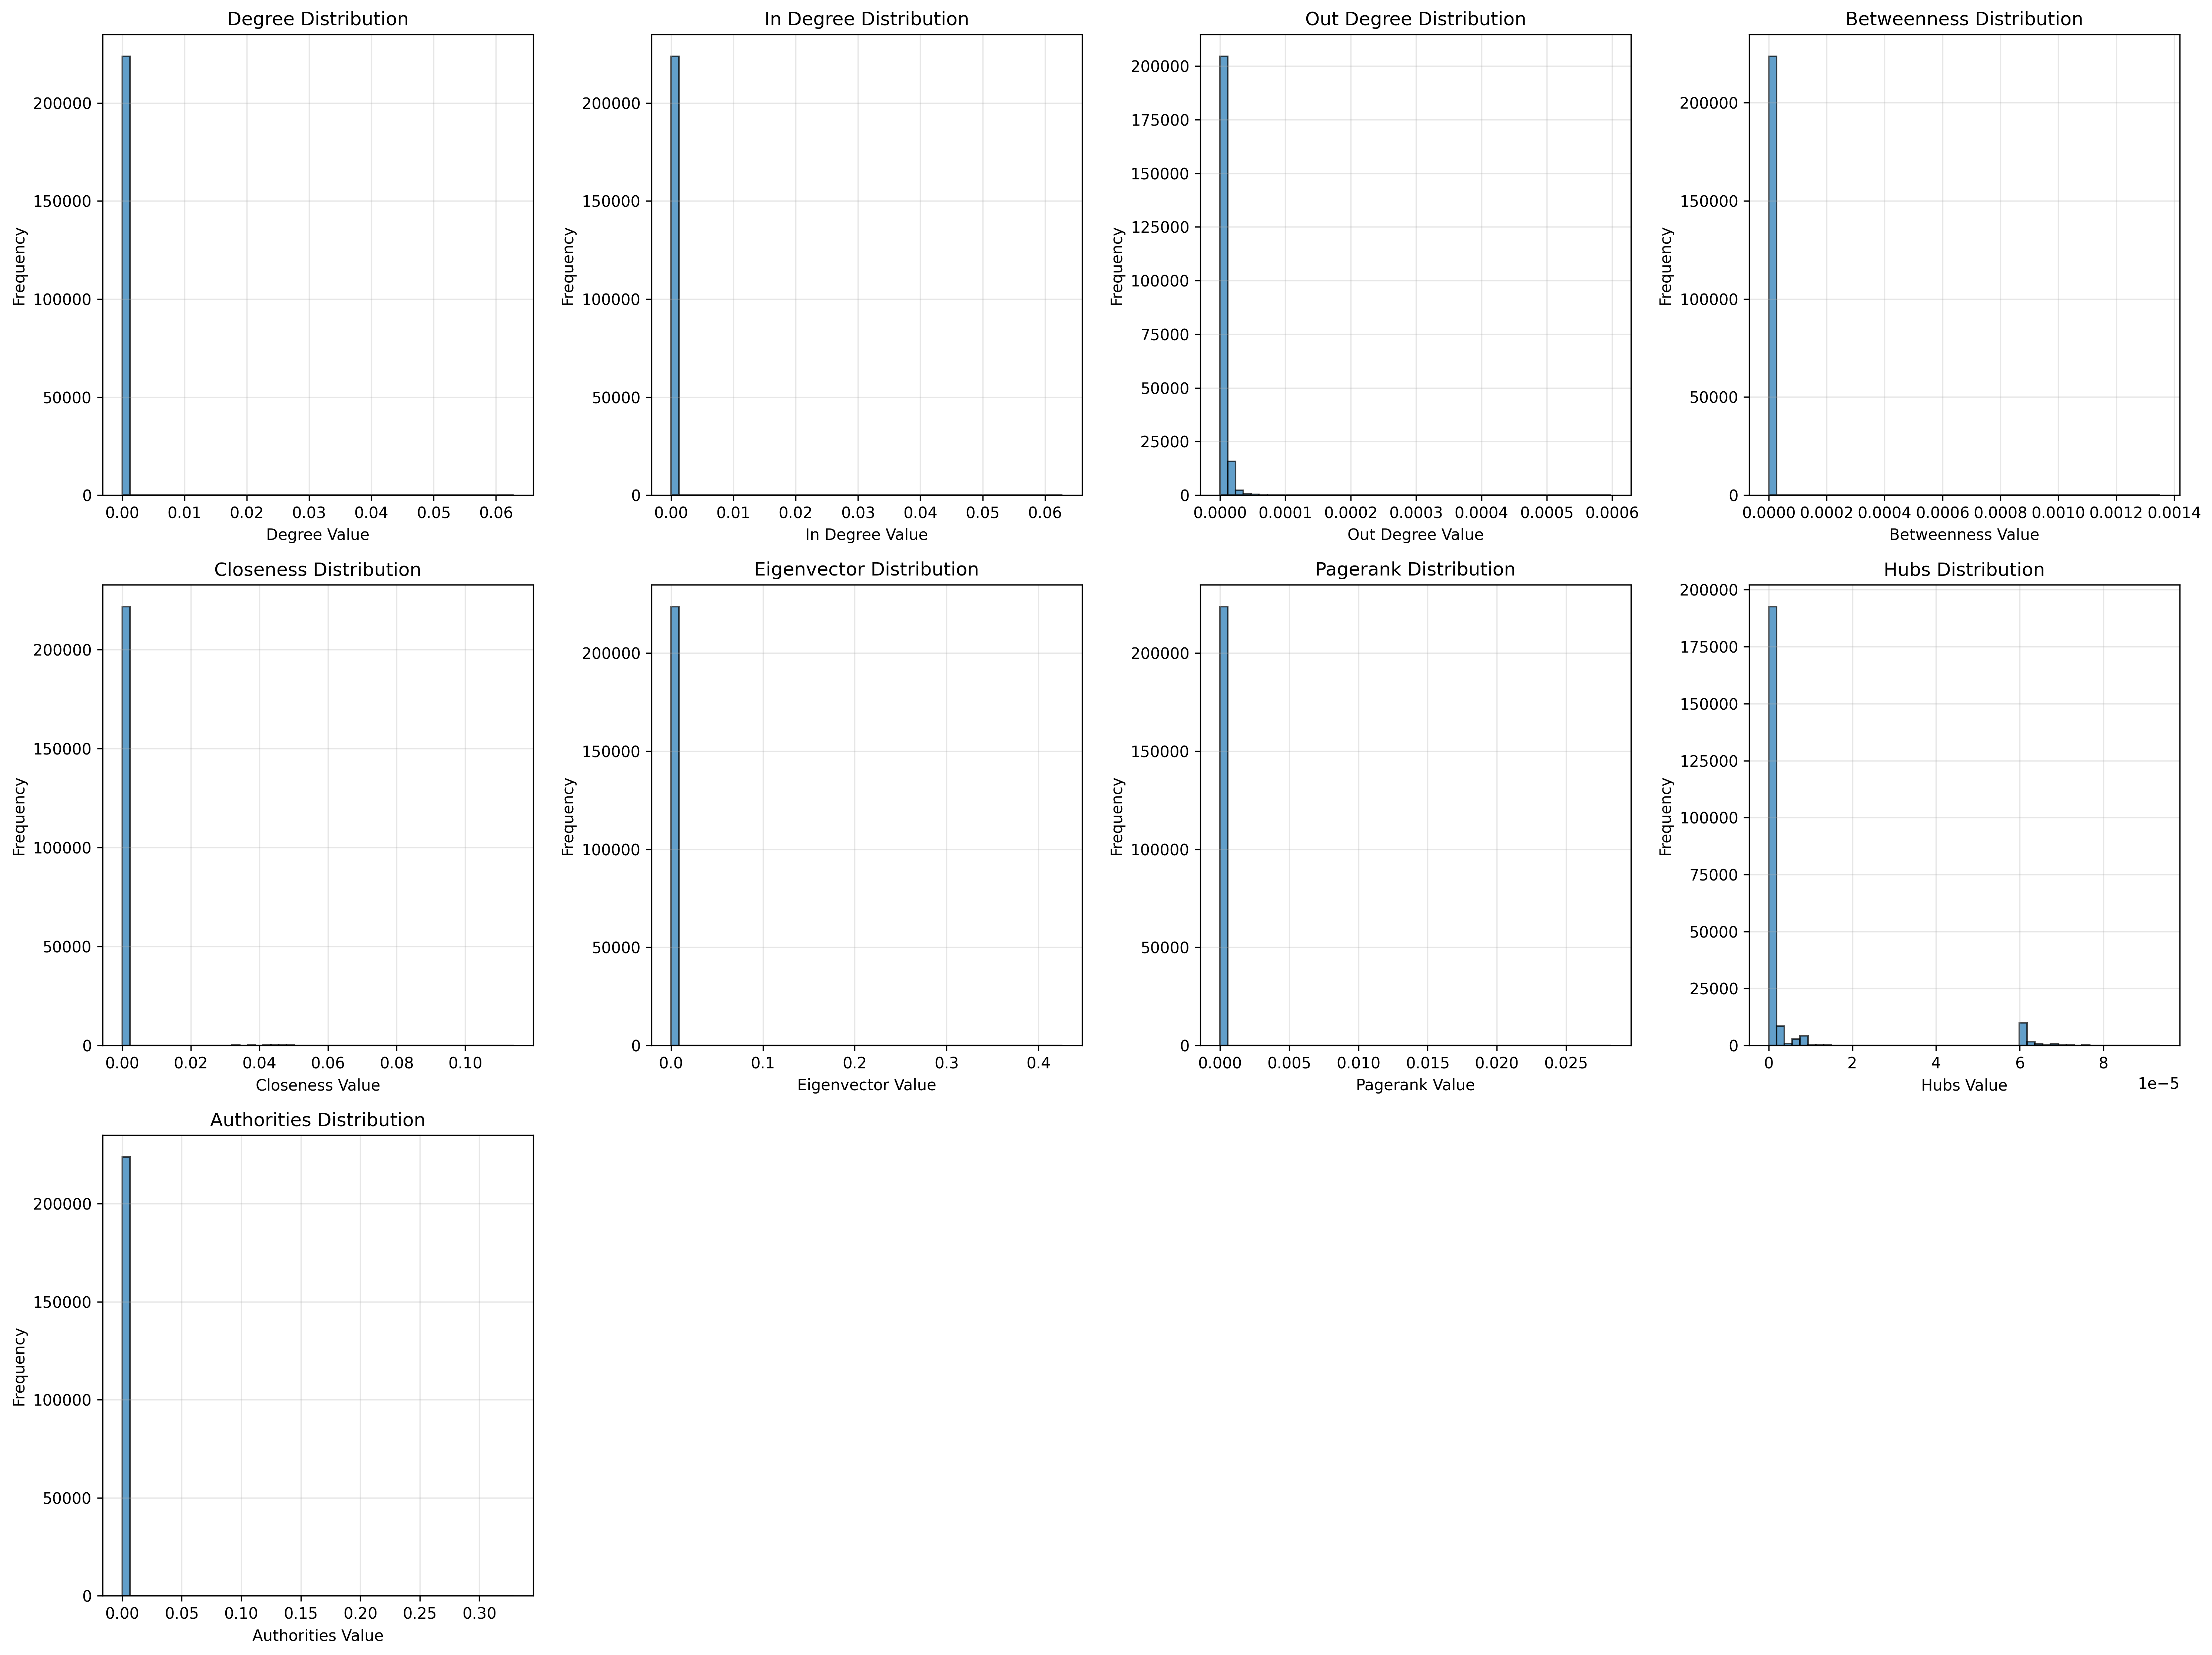 Degree Distribution
In Degree Distribution
Out Degree Distribution
Betweenness Distribution
Frequency
200000
150000
100000
50000
0
0.00 0.01 0.02 0.03 0.04 0.05 0.06
Degree Value
Frequency
200000
150000
100000
50000
0
0.00 0.01 0.02 0.03 0.04 0.05 0.06
In Degree Value
Frequency
200000
175000
150000
125000
100000
75000
50000
25000
0
0.0000 0.0001 0.0002 0.0003 0.0004 0.0005 0.0006
Out Degree Value
Frequency
200000
150000
100000
50000
0
0.0000 0.0002 0.0004 0.0006 0.0008 0.0010 0.0012 0.0014
Betweenness Value
Closeness Distribution
Eigenvector Distribution
Pagerank Distribution
Hubs Distribution
Frequency
200000
150000
100000
50000
0
0.00 0.02 0.04 0.06 0.08 0.10
Closeness Value
Frequency
200000
150000
100000
50000
0
0.0 0.1 0.2 0.3 0.4
Eigenvector Value
Frequency
200000
150000
100000
50000
0
0.000 0.005 0.010 0.015 0.020 0.025
Pagerank Value
Frequency
200000
175000
150000
125000
100000
75000
50000
25000
0
0 2 4 6 8
1e−5
Hubs Value
Authorities Distribution
Frequency
200000
150000
100000
50000
0
0.00 0.05 0.10 0.15 0.20 0.25 0.30
Authorities Value